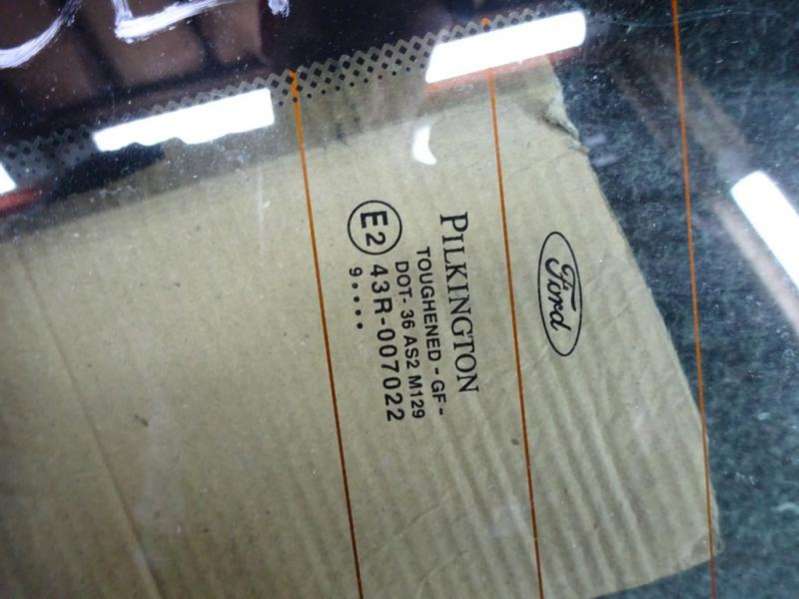 Ford
PILKINGTON
TOUGHENED - GF -
DOT- 36 AS2 M129
E2 43R-007022
9••••